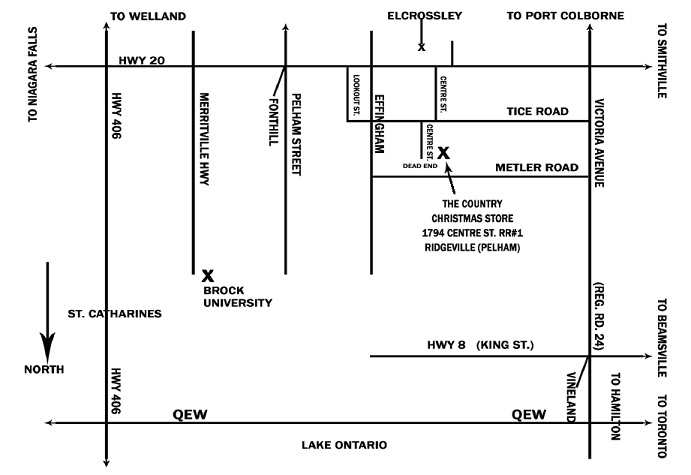 TO WELLAND
ELCROSSLEY
TO PORT COLBORNE
TO NIAGARA FALLS
X
TO SMITHVILLE
HWY 20
LOOKOUT ST.
CENTRE ST.
HWY 406
MERRITVILLE HWY
FONTHILL
PELHAM STREET
EFFINGHAM
TICE ROAD
VICTORIA AVENUE
CENTRE ST.
X
DEAD END
METLER ROAD
THE COUNTRY
CHRISTMAS STORE
1794 CENTRE ST. RR#1
RIDGEVILLE (PELHAM)
X
BROCK
UNIVERSITY
(REG. RD. 24)
ST. CATHARINES
TO BEAMSVILLE
HWY 8 (KING ST.)
NORTH
HWY 406
VINELAND
TO HAMILTON
TO TORONTO
QEW
QEW
LAKE ONTARIO